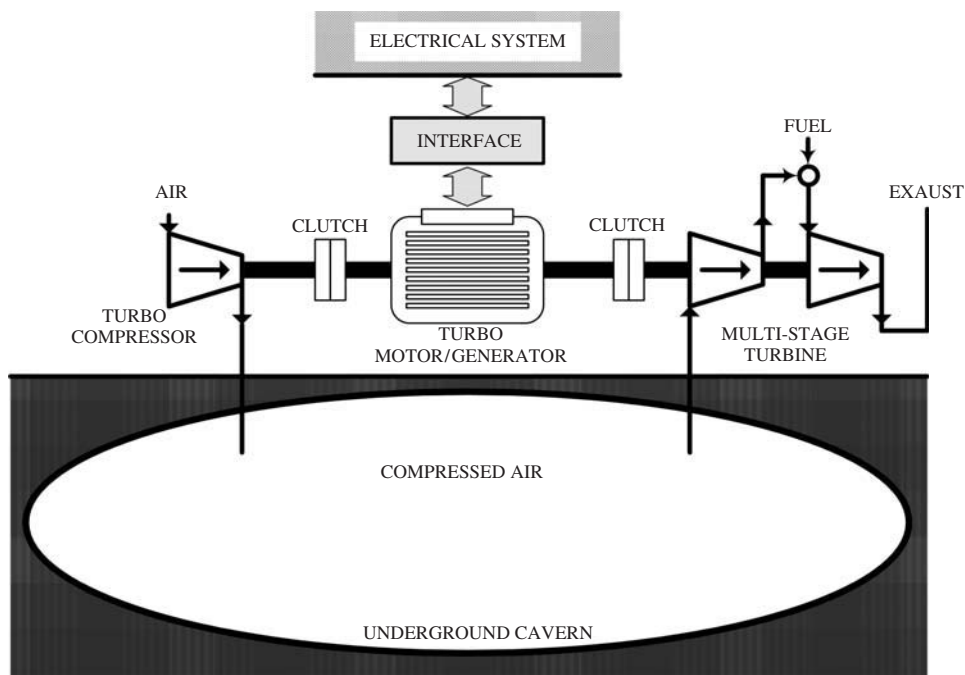 ELECTRICAL SYSTEM
INTERFACE
FUEL
AIR
EXAUST
CLUTCH
CLUTCH
TURBO
COMPRESSOR
TURBO
MOTOR/GENERATOR
MULTI-STAGE
TURBINE
COMPRESSED AIR
UNDERGROUND CAVERN